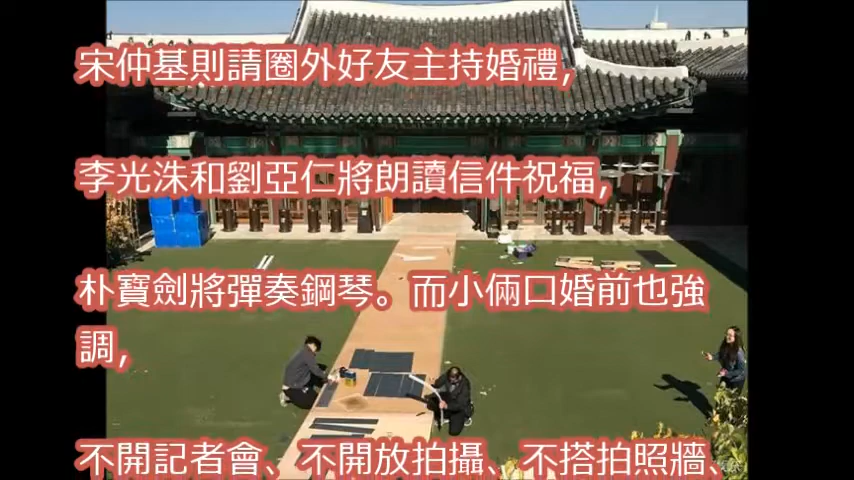 宋仲基則請圈外好友主持婚禮，
李光洙和劉亞仁將朗讀信件祝福，
朴寶劍將彈奏鋼琴。而小倆口婚前也強
調，
不開記者會、不開放拍攝、不搭拍照牆、